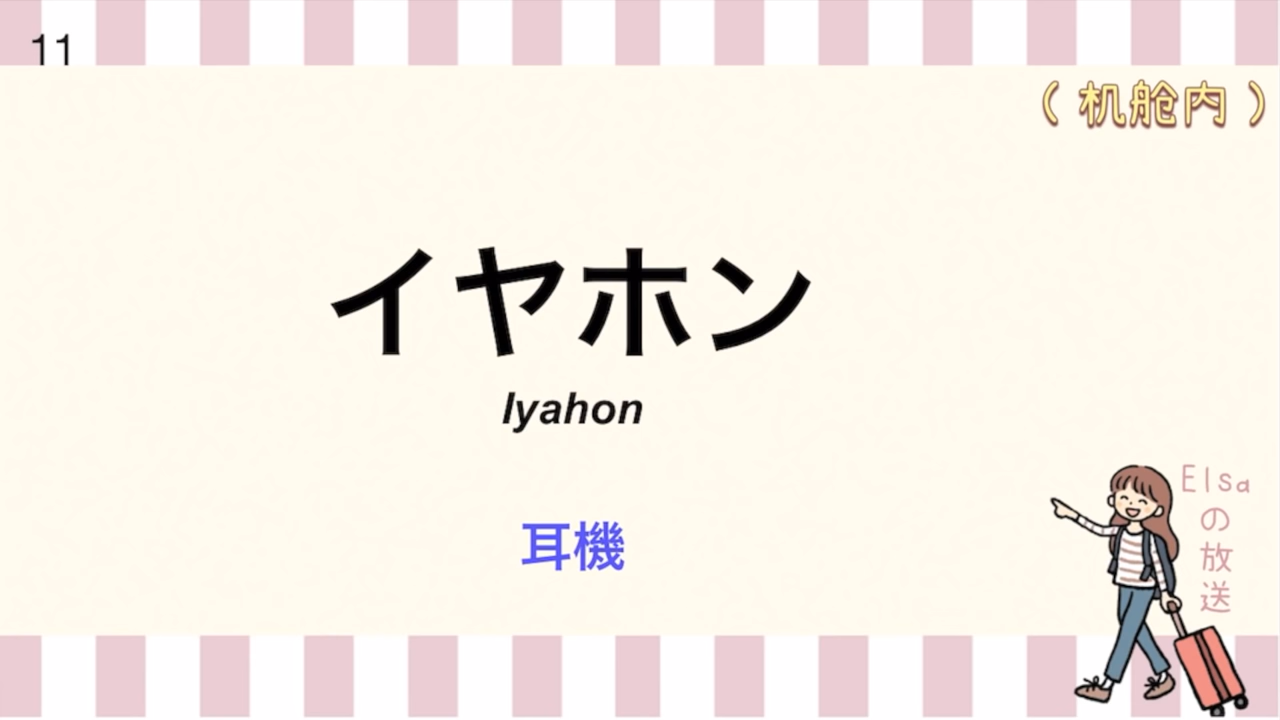 11
（机舱内）
イヤホン
Iyahon
耳機
Elsa
の
放
送